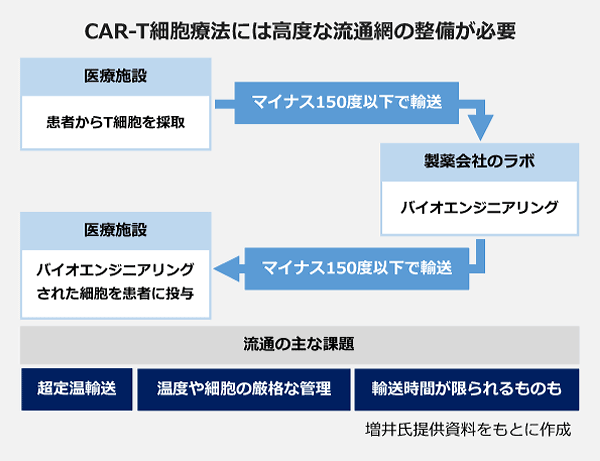 CAR-T細胞療法には高度な流通網の整備が必要
医療施設
患者からT細胞を採取
マイナス150度以下で輸送
製薬会社のラボ
バイオエンジニアリング
医療施設
バイオエンジニアリング
された細胞を患者に投与
マイナス150度以下で輸送
流通の主な課題
超定温輸送
温度や細胞の厳格な管理
輸送時間が限られるものも
増井氏提供資料をもとに作成